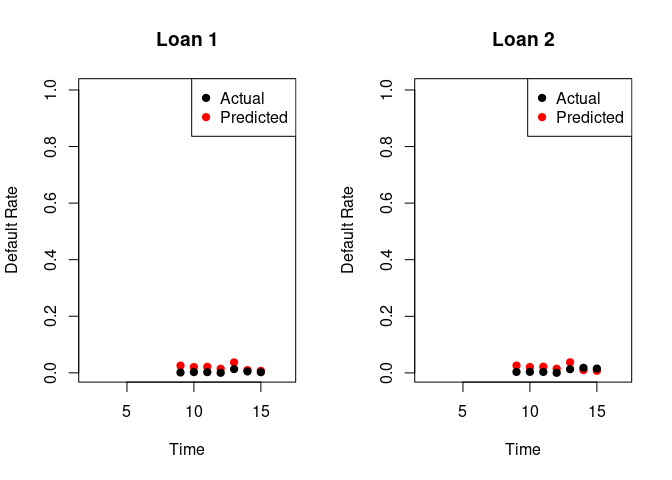 Loan 1
Actual
Predicted
Default Rate
1.0
0.8
0.6
0.4
0.2
0.0
5 10 15
Time
Loan 2
Actual
Predicted
Default Rate
1.0
0.8
0.6
0.4
0.2
0.0
5 10 15
Time